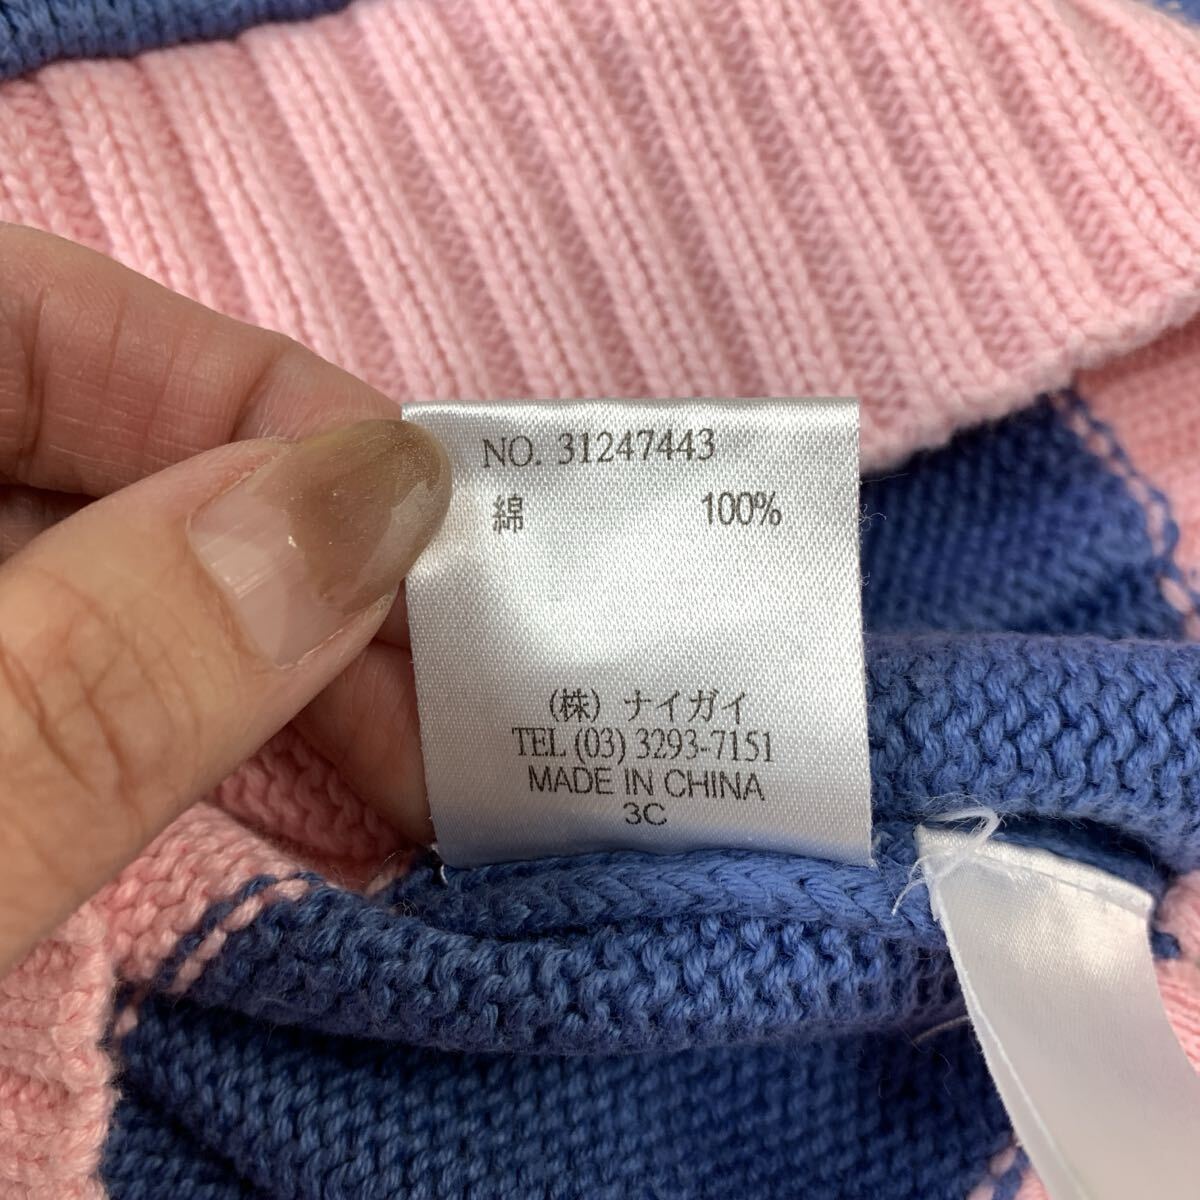 NO. 31247443
綿 100%
(株) ナイガイ
TEL (03) 3293-7151
MADE IN CHINA
3C